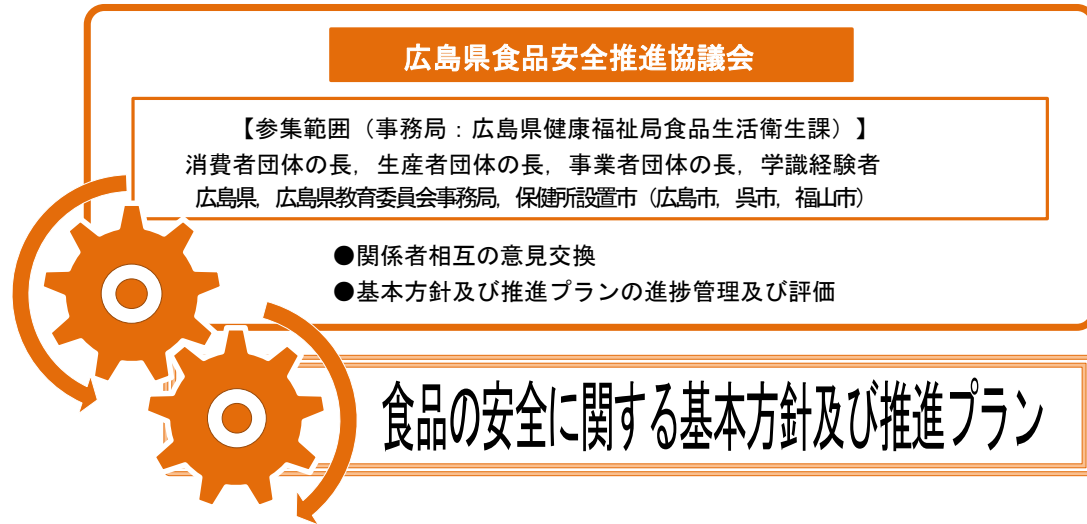 広島県食品安全推進協議会
【参集範囲（事務局：広島県健康福祉局食品生活衛生課）】
消費者団体の長，生産者団体の長，事業者団体の長，学識経験者
広島県，広島県教育委員会事務局，保健所設置市（広島市，呉市，福山市）
●関係者相互の意見交換
●基本方針及び推進プランの進捗管理及び評価
食品の安全に関する基本方針及び推進プラン